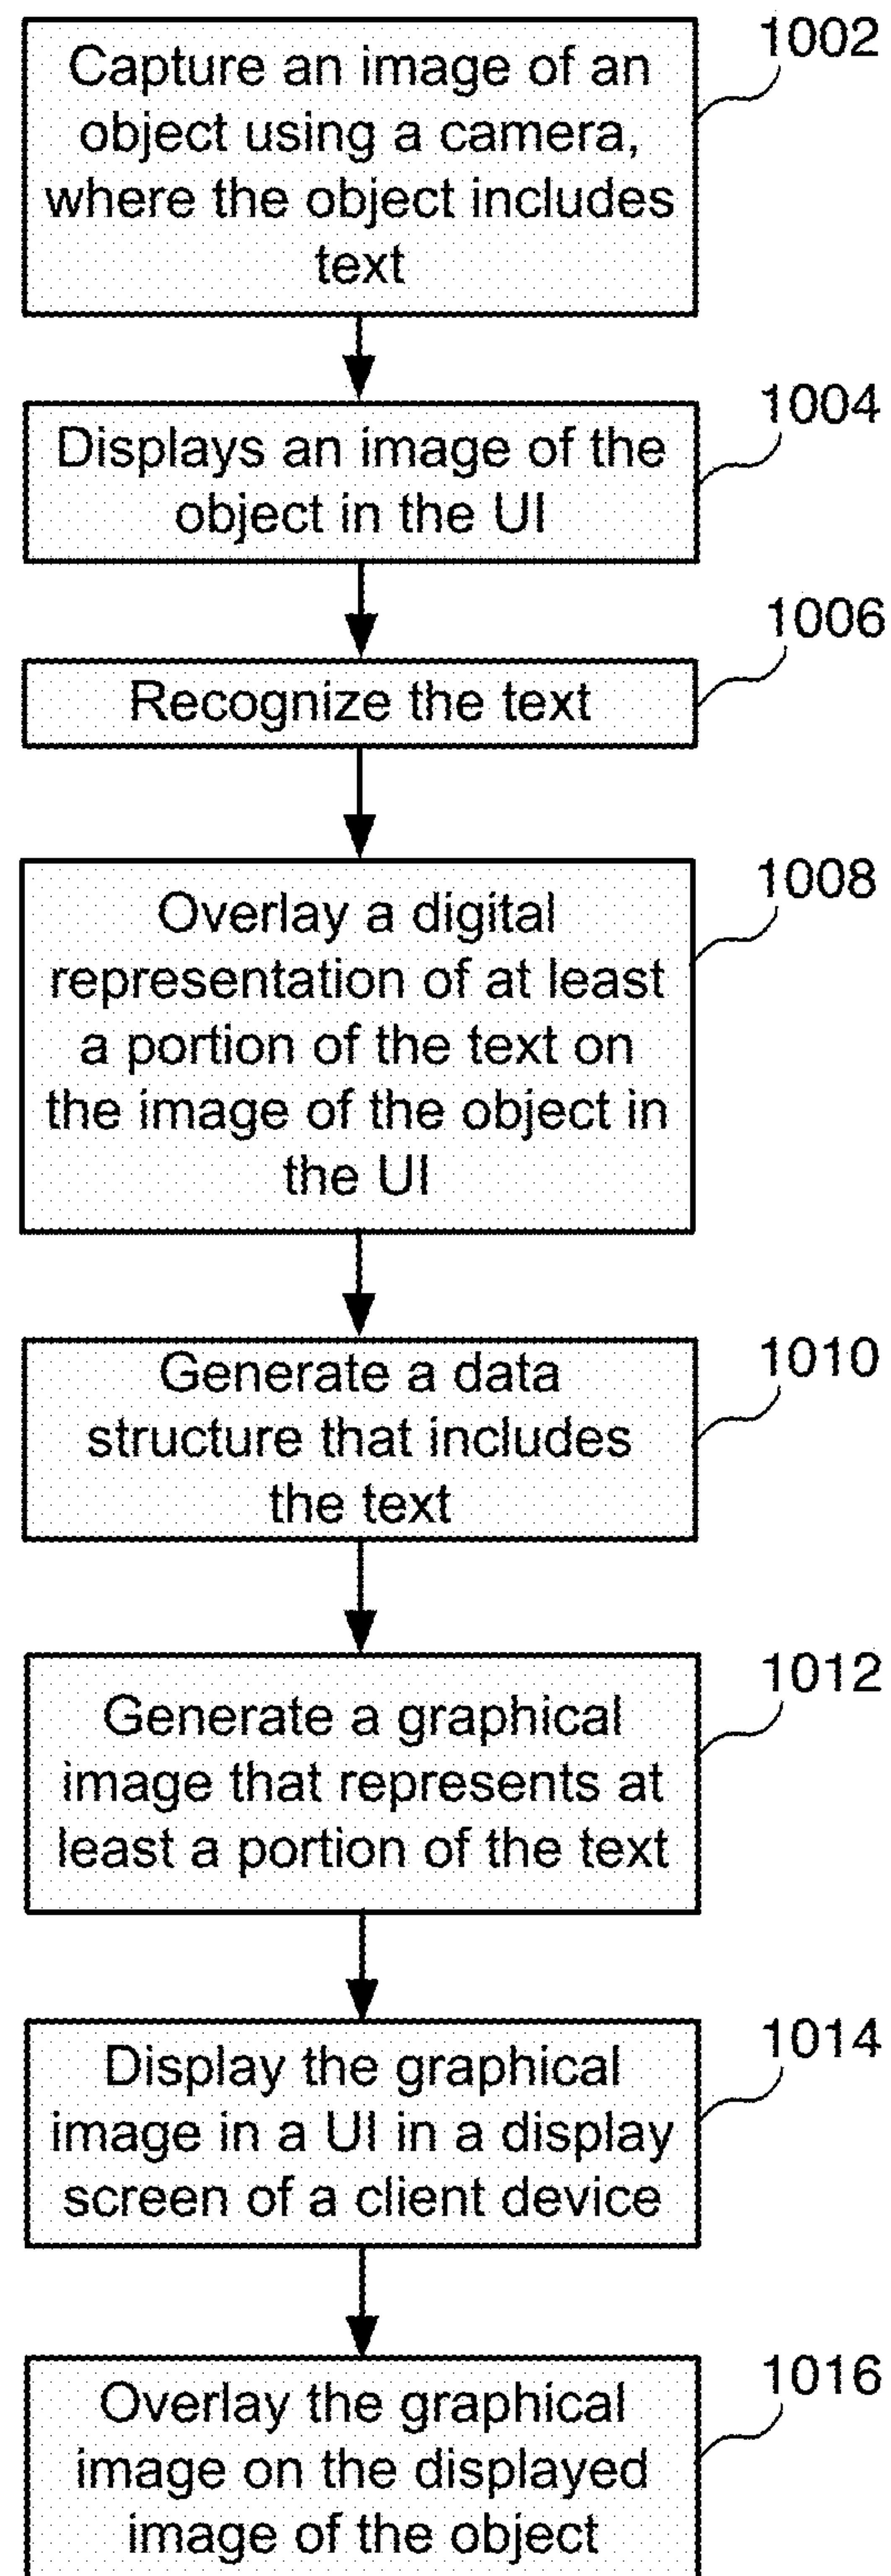 1002
Capture an image of an
object using a camera,
where the object includes
text
1004
Displays an image of the
object in the UI
1006
Recognize the text
1008
Overlay a digital
representation of at least
a portion of the text on
the image of the object in
the UI
1010
Generate a data
structure that includes
the text
1012
Generate a graphical
image that represents at
least a portion of the text
1014
Display the graphical
image in a UI in a display
screen of a client device
1016
Overlay the graphical
image on the displayed
image of the object